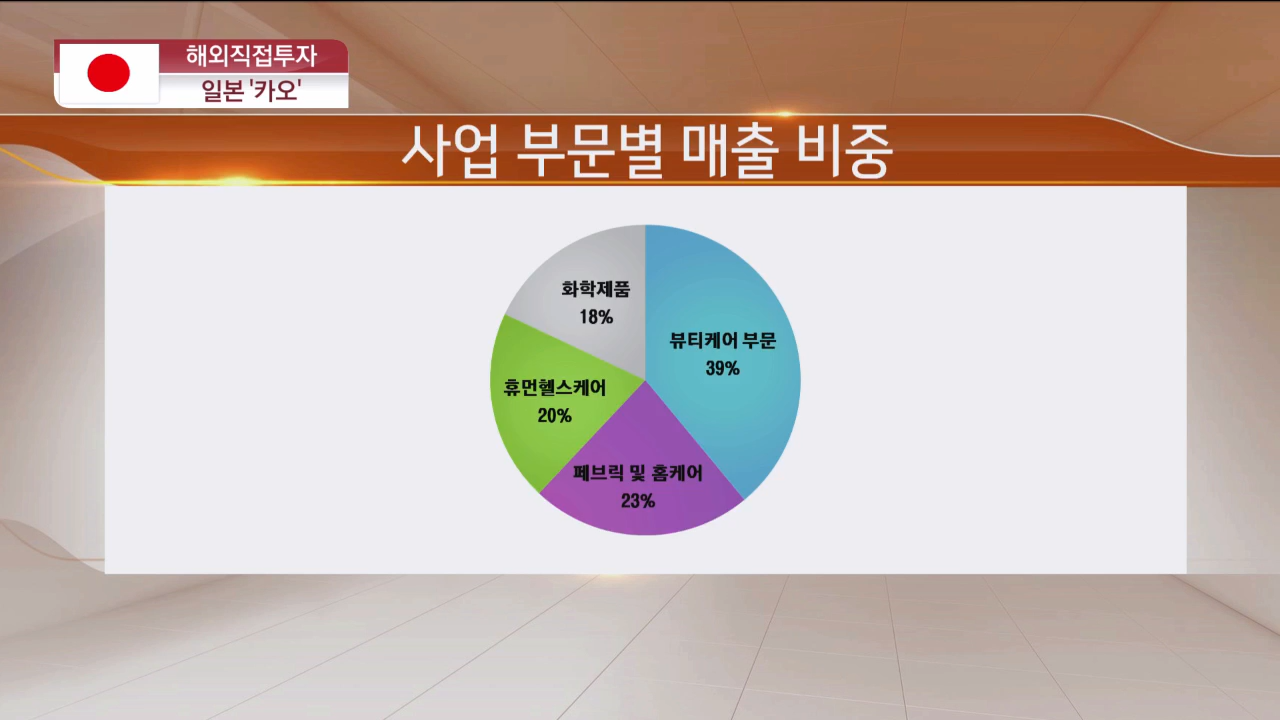 해외직접투자
일본 '카오'
사업 부문별 매출 비중
화학제품
18%
뷰티케어 부문
39%
휴먼헬스케어
20%
페브릭 및 홈케어
23%